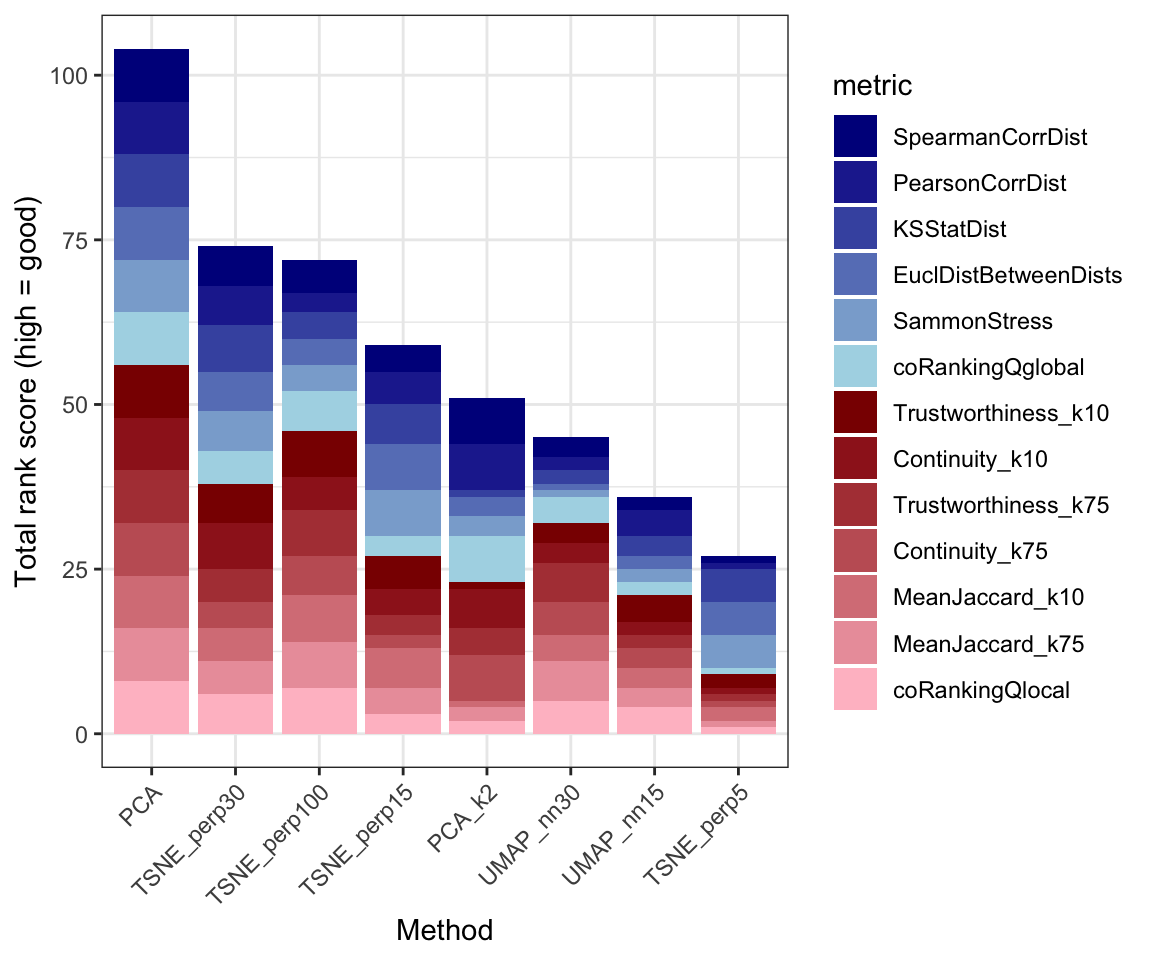 Total rank score (high = good)
100
75
50
25
0
PCA
TSNE_perp30
TSNE_perp100
TSNE_perp15
PCA_k2
UMAP_nn30
UMAP_nn15
TSNE_perp5
Method
metric
SpearmanCorrDist
PearsonCorrDist
KSStatDist
EuclDistBetweenDists
SammonStress
coRankingQglobal
Trustworthiness_k10
Continuity_k10
Trustworthiness_k75
Continuity_k75
MeanJaccard_k10
MeanJaccard_k75
coRankingQlocal